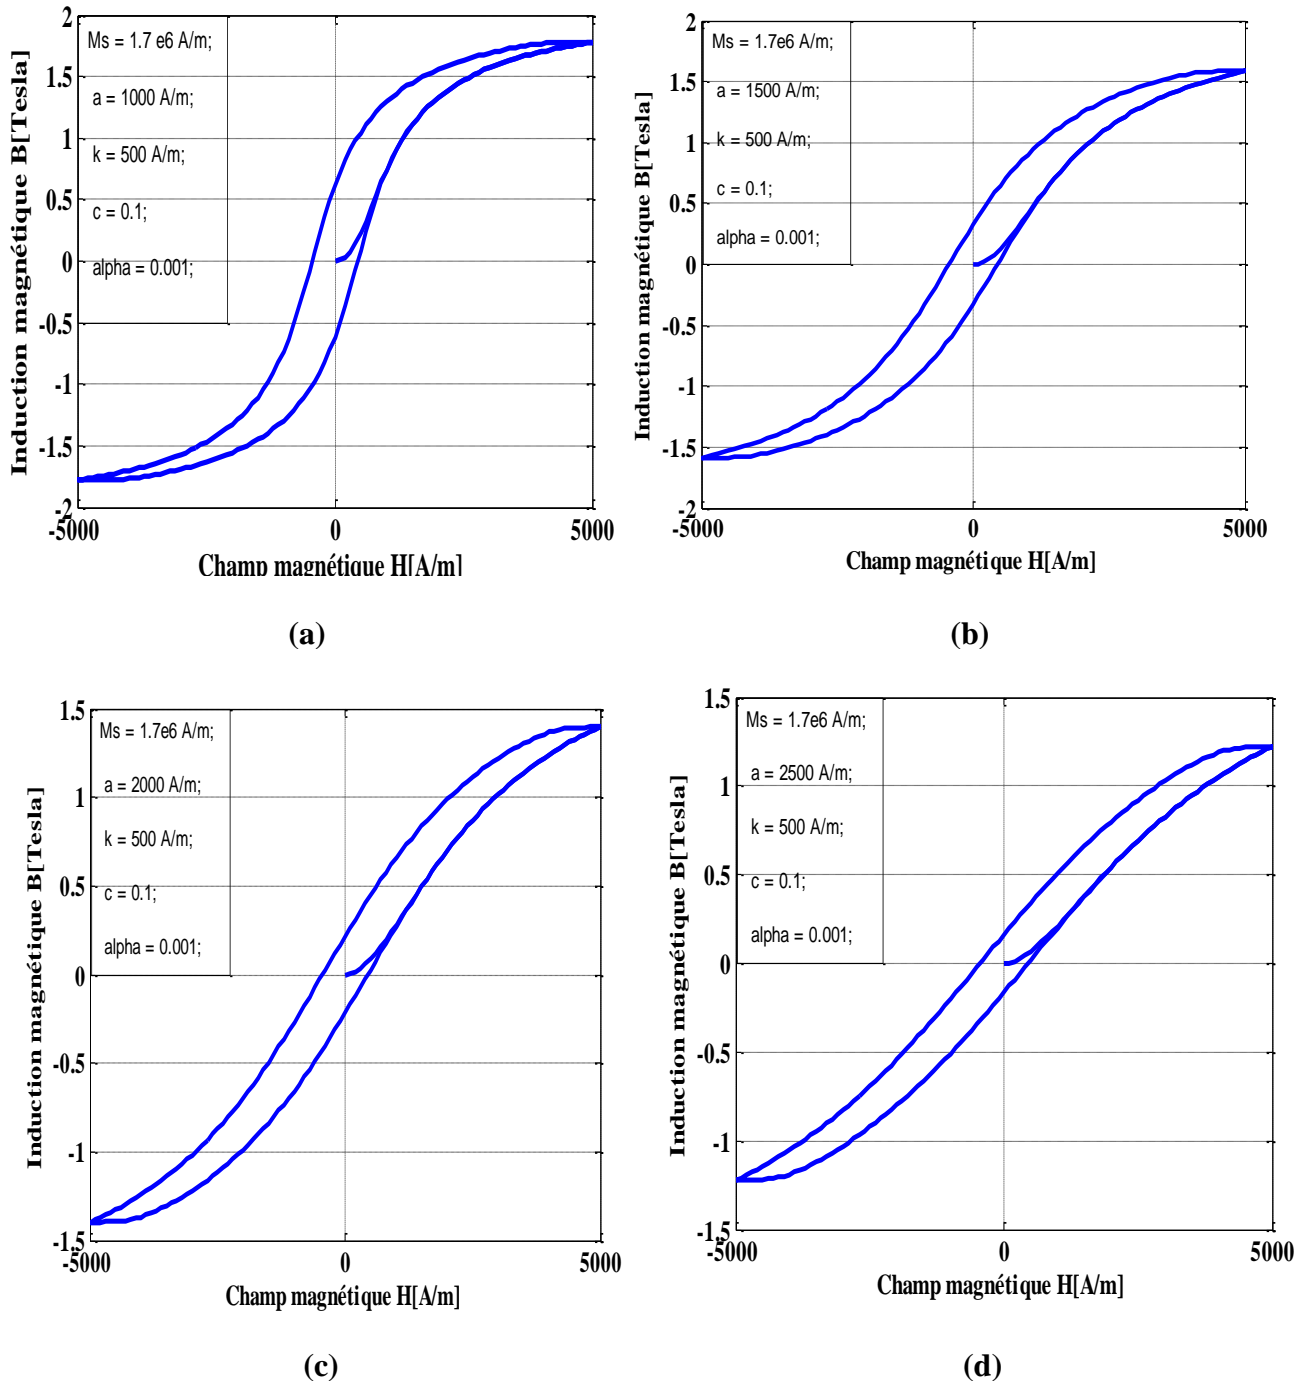 2
1.5
1
0.5
0
-0.5
-1
-1.5
-2
Induction magnétique B[Tesla]
Ms = 1.7 e6 A/m;
a = 1000 A/m;
k = 500 A/m;
c = 0.1;
alpha = 0.001;
-5000 0 5000
Champ magnétique H[A/m]
(a)
2
1.5
1
0.5
0
-0.5
-1
-1.5
-2
Induction magnétique B[Tesla]
Ms = 1.7e6 A/m;
a = 1500 A/m;
k = 500 A/m;
c = 0.1;
alpha = 0.001;
-5000 0 5000
Champ magnétique H[A/m]
(b)
1.5
1
0.5
0
-0.5
-1
-1.5
Induction magnétique B[Tesla]
Ms = 1.7e6 A/m;
a = 2000 A/m;
k = 500 A/m;
c = 0.1;
alpha = 0.001;
-5000 0 5000
Champ magnétique H[A/m]
(c)
1.5
1
0.5
0
-0.5
-1
-1.5
Induction magnétique B[Tesla]
Ms = 1.7e6 A/m;
a = 2500 A/m;
k = 500 A/m;
c = 0.1;
alpha = 0.001;
-5000 0 5000
Champ magnétique H[A/m]
(d)